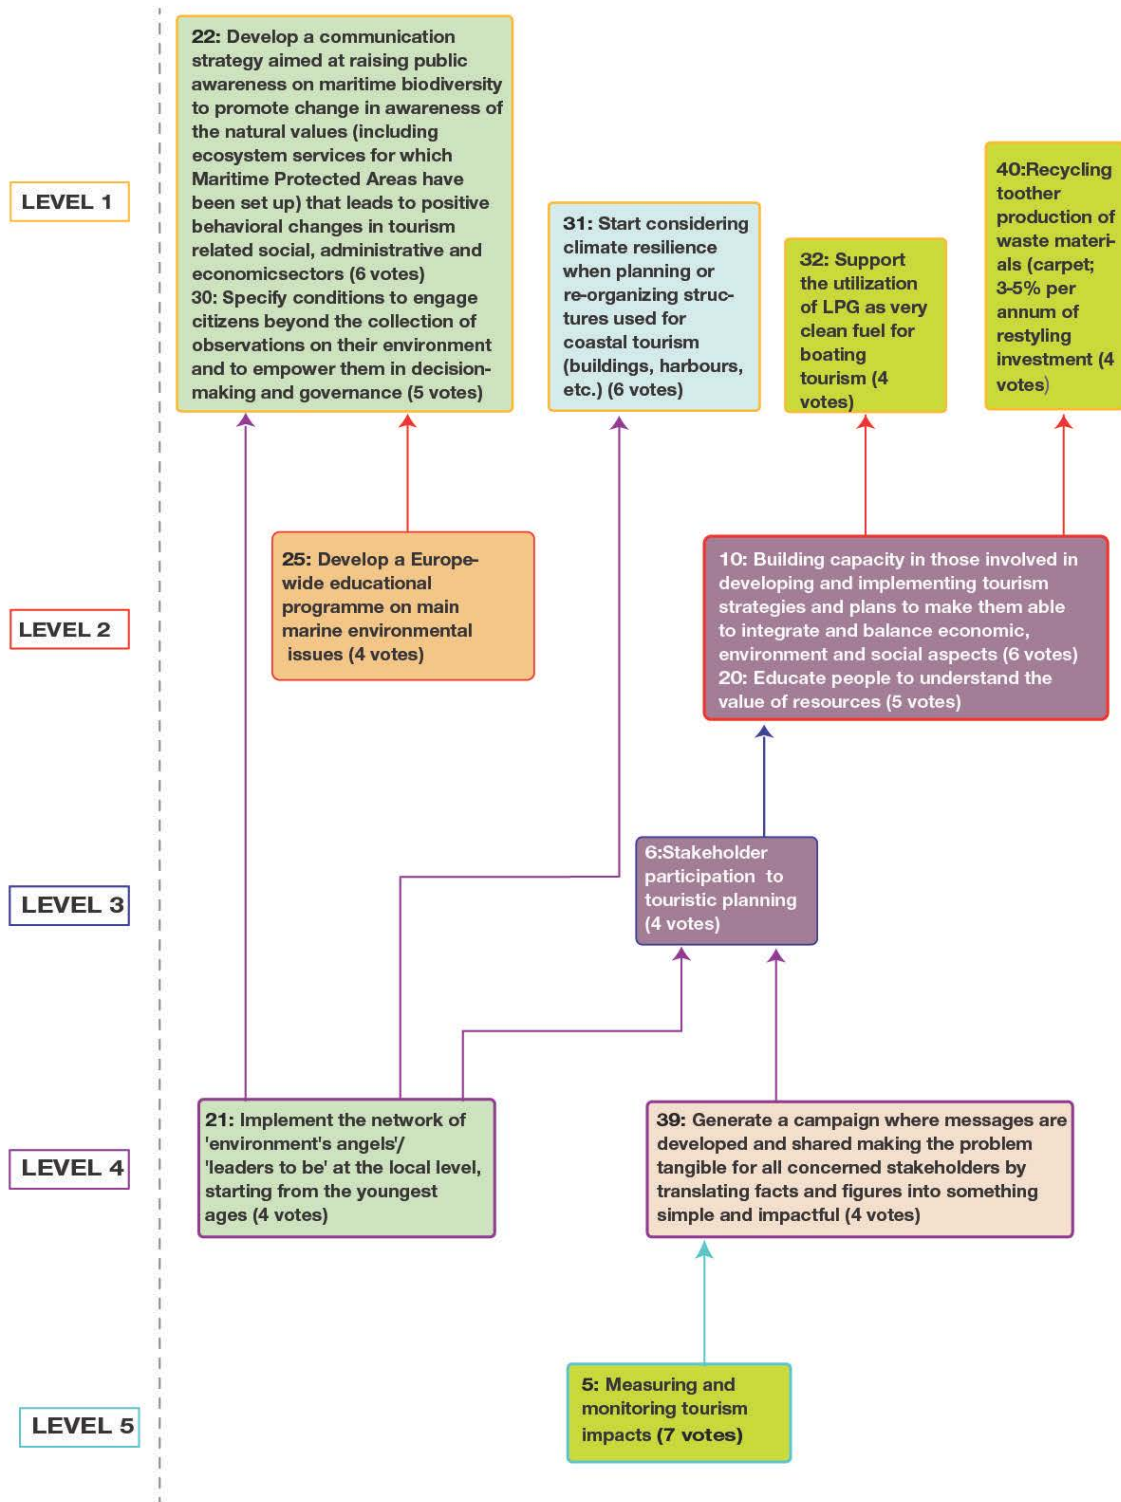 22: Develop a communication
strategy aimed at raising public
awareness on maritime biodiversity
to promote change in awareness of
the natural values (including
ecosystem services for which
Maritime Protected Areas have
been set up) that leads to positive
behavioral changes in tourism
related social, administrative and
economicsectors (6 votes)
30: Specify conditions to engage
citizens beyond the collection of
observations on their environment
and to empower them in decision-
making and governance (5 votes)
LEVEL 1
31: Start considering
climate resilience
when planning or
re-organizing struc-
tures used for
coastal tourism
(buildings, harbours,
etc.) (6 votes)
32: Support
the utilization
of LPG as very
clean fuel for
boating
tourism (4
votes)
40:Recycling
toother
production of
waste materi-
als (carpet;
3-5% per
annum of
restyling
investment (4
votes)
LEVEL 2
25: Develop a Europe-
wide educational
programme on main
marine environmental
issues (4 votes)
10: Building capacity in those involved in
developing and implementing tourism
strategies and plans to make them able
to integrate and balance economic,
environment and social aspects (6 votes)
20: Educate people to understand the
value of resources (5 votes)
LEVEL 3
6:Stakeholder
participation to
touristic planning
(4 votes)
LEVEL 4
21: Implement the network of
'environment's angels'/
'leaders to be' at the local level,
starting from the youngest
ages (4 votes)
39: Generate a campaign where messages are
developed and shared making the problem
tangible for all concerned stakeholders by
translating facts and figures into something
simple and impactful (4 votes)
LEVEL 5
5: Measuring and
monitoring tourism
impacts (7 votes)